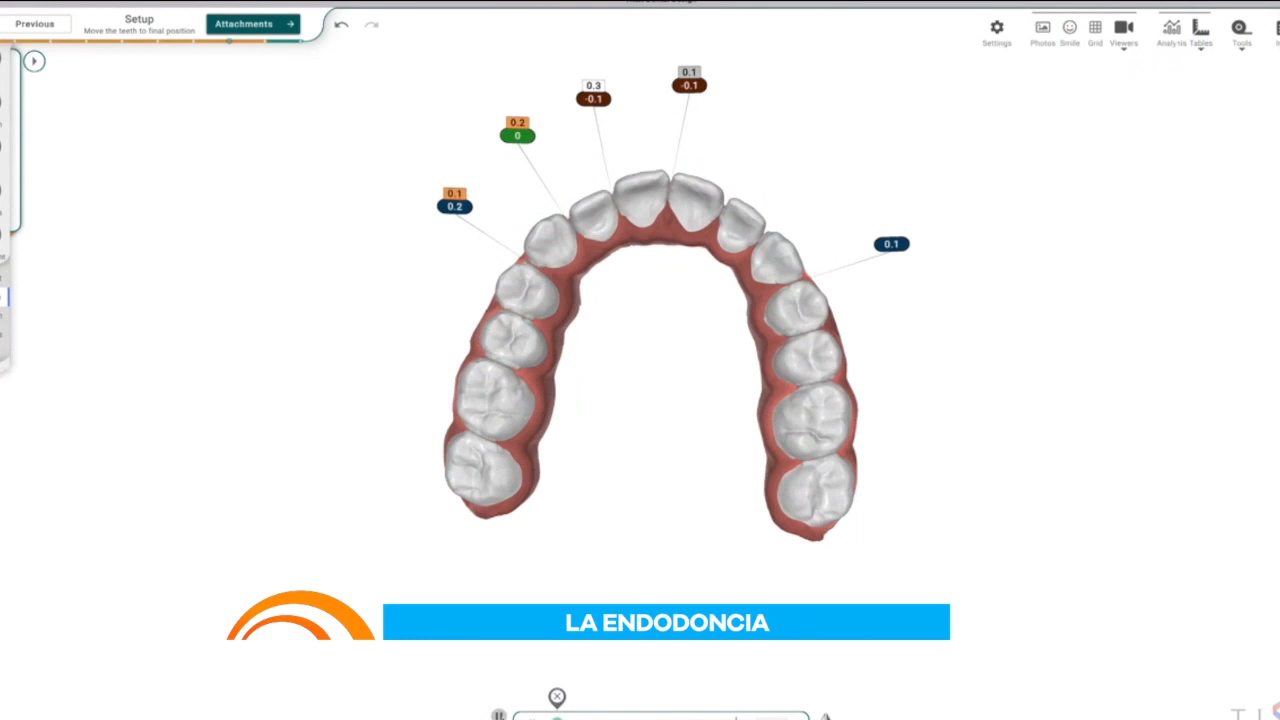 Previous
Setup
Move the teeth to final position
Attachments
Settings
Photos
Smile
Grid
Viewers
Analysis
Tables
Tools
0.1
-0.1
0.3
-0.1
0.2
0
0.1
0.2
0.1
LA ENDODONCIA